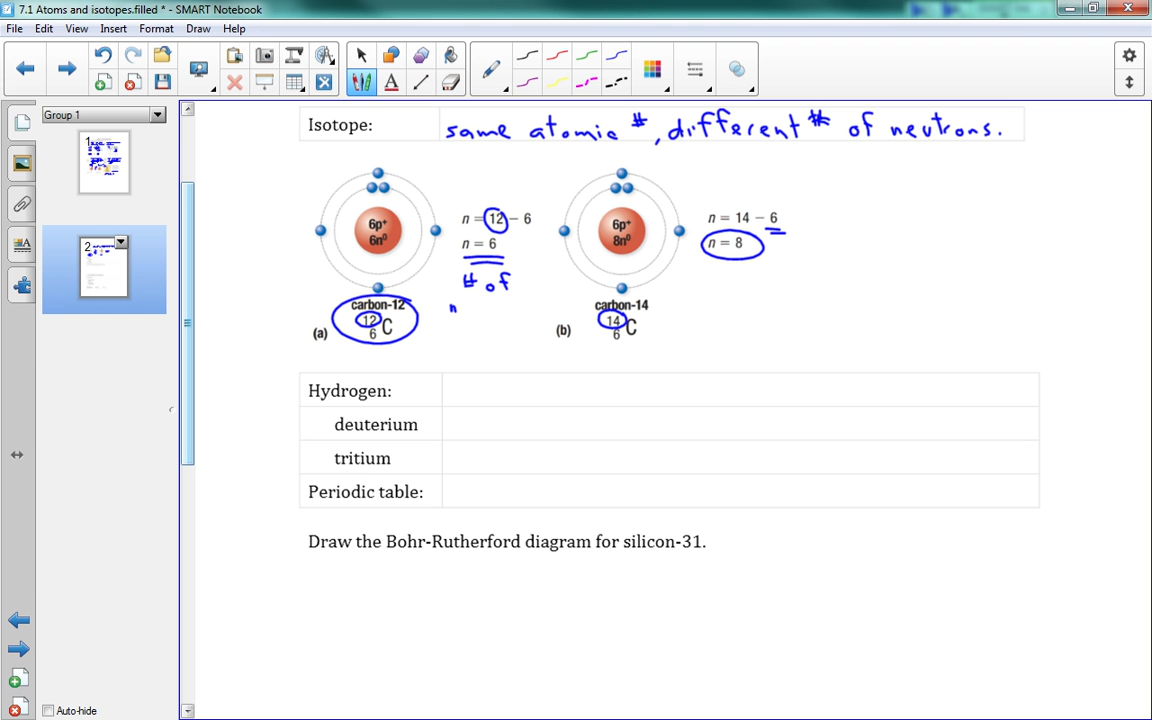 7.1 Atoms and isotopes.filled * - SMART Notebook
File Edit View Insert Format Draw Help
Group 1
1
2
Auto-hide
Isotope: same atomic #, different # of neutrons.
6p+
6n0
n = 12 − 6
n = 6
# of
n
carbon-12
12
6 C
(a)
6p+
8n0
n = 14 − 6
n = 8
carbon-14
14
6 C
(b)
Hydrogen:
deuterium
tritium
Periodic table:
Draw the Bohr-Rutherford diagram for silicon-31.